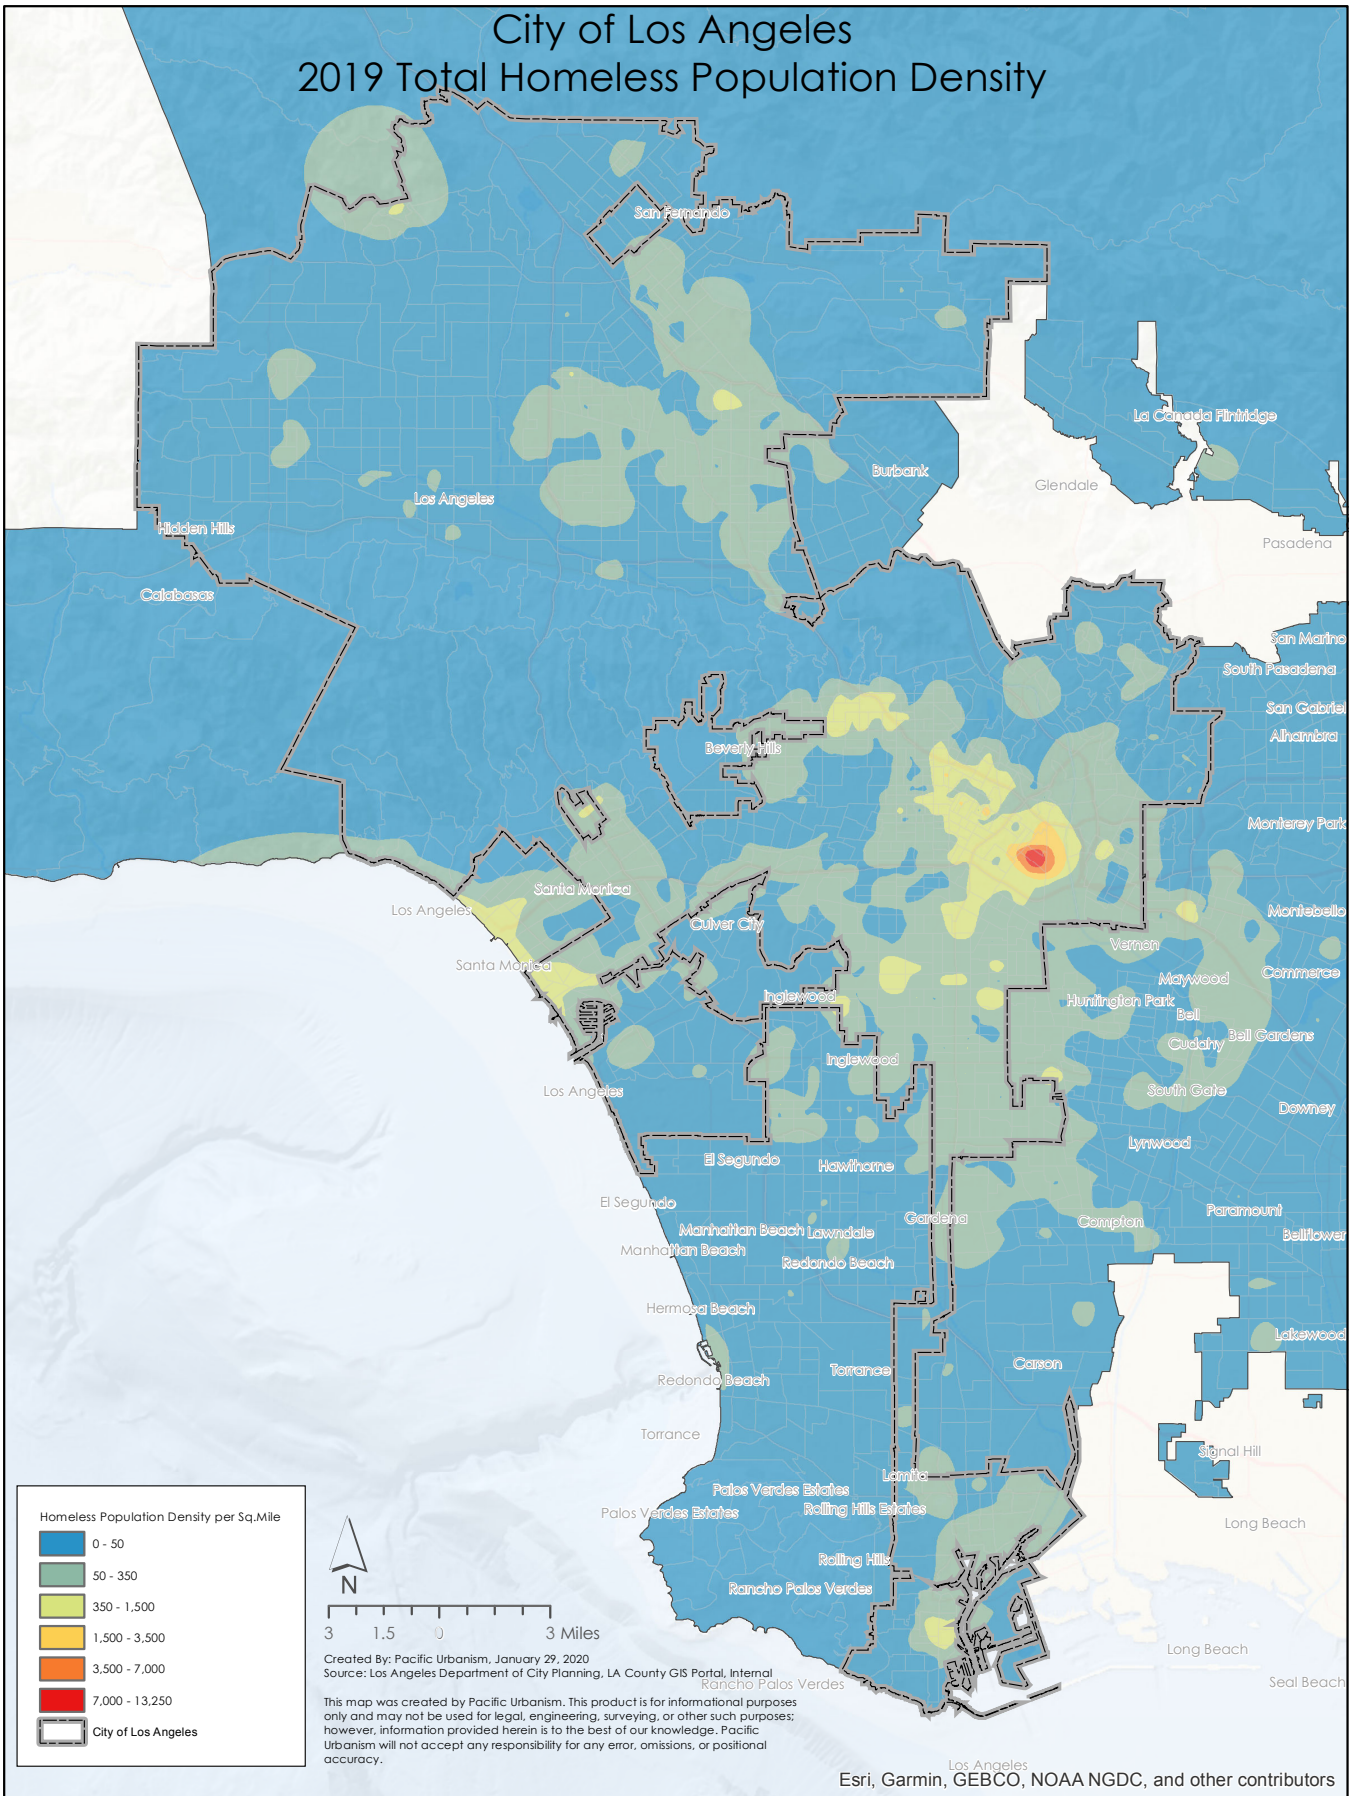 City of Los Angeles
2019 Total Homeless Population Density
San Fernando
La Canada Flintridge
Burbank
Glendale
Los Angeles
Hidden Hills
Pasadena
Calabasas
San Marino
South Pasadena
San Gabriel
Alhambra
Beverly Hills
Monterey Park
Santa Monica
Los Angeles
Culver City
Montebello
Vernon
Santa Monica
Commerce
Maywood
Inglewood
Huntington Park
Bell
Bell Gardens
Cudahy
Inglewood
Los Angeles
South Gate
Downey
Lynwood
El Segundo
Hawthorne
El Segundo
Gardena
Paramount
Compton
Manhattan Beach
Lawndale
Bellflower
Manhattan Beach
Redondo Beach
Hermosa Beach
Lakewood
Carson
Torrance
Redondo Beach
Torrance
Signal Hill
Lomita
Palos Verdes Estates
Rolling Hills Estates
Palos Verdes Estates
Long Beach
Rolling Hills
Rancho Palos Verdes
Long Beach
Rancho Palos Verdes
Seal Beach
Los Angeles
Homeless Population Density per Sq.Mile
0 - 50
50 - 350
350 - 1,500
1,500 - 3,500
3,500 - 7,000
7,000 - 13,250
City of Los Angeles
N
3 1.5 0 3 Miles
Created By: Pacific Urbanism, January 29, 2020
Source: Los Angeles Department of City Planning, LA County GIS Portal, Internal
This map was created by Pacific Urbanism. This product is for informational purposes
only and may not be used for legal, engineering, surveying, or other such purposes;
however, information provided herein is to the best of our knowledge. Pacific
Urbanism will not accept any responsibility for any error, omissions, or positional
accuracy.
Esri, Garmin, GEBCO, NOAA NGDC, and other contributors